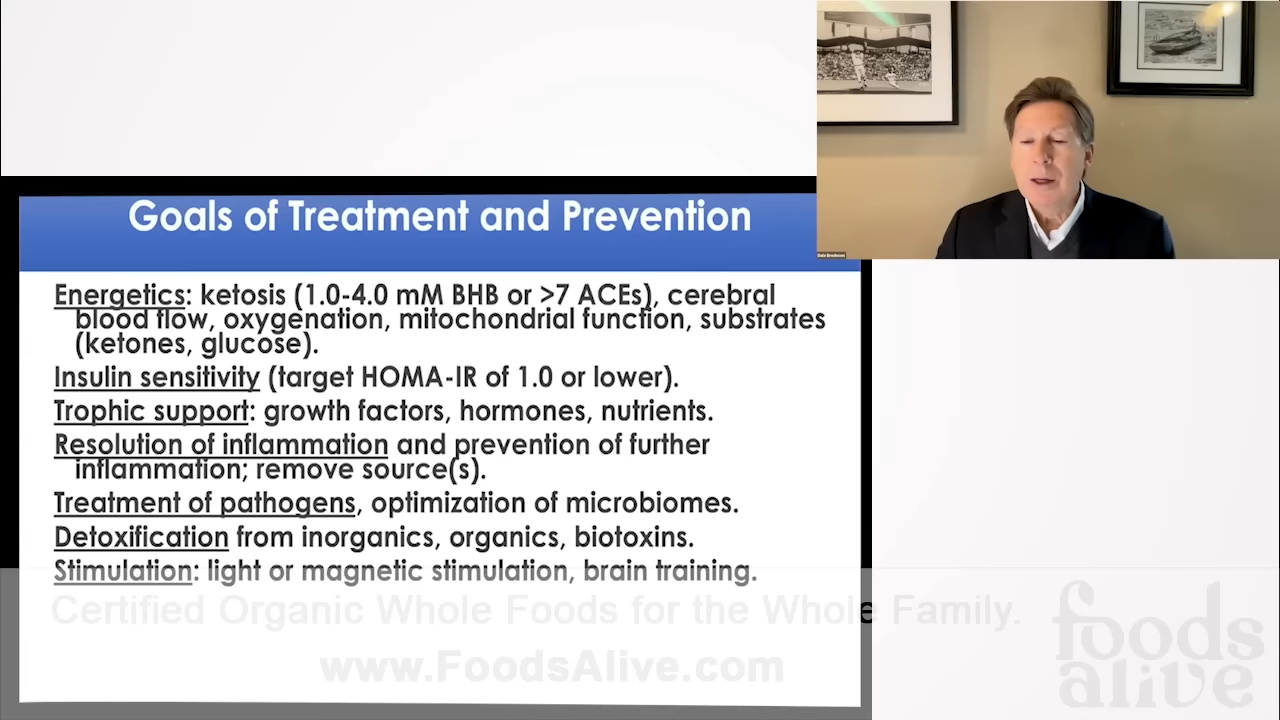 Goals of Treatment and Prevention
Energetics: ketosis (1.0-4.0 mM BHB or >7 ACEs), cerebral
blood flow, oxygenation, mitochondrial function, substrates
(ketones, glucose).
Insulin sensitivity (target HOMA-IR of 1.0 or lower).
Trophic support: growth factors, hormones, nutrients.
Resolution of inflammation and prevention of further
inflammation; remove source(s).
Treatment of pathogens, optimization of microbiomes.
Detoxification from inorganics, organics, biotoxins.
Stimulation: light or magnetic stimulation, brain training.
Certified Organic Whole Foods for the Whole Family.
www.FoodsAlive.com
foods
alive